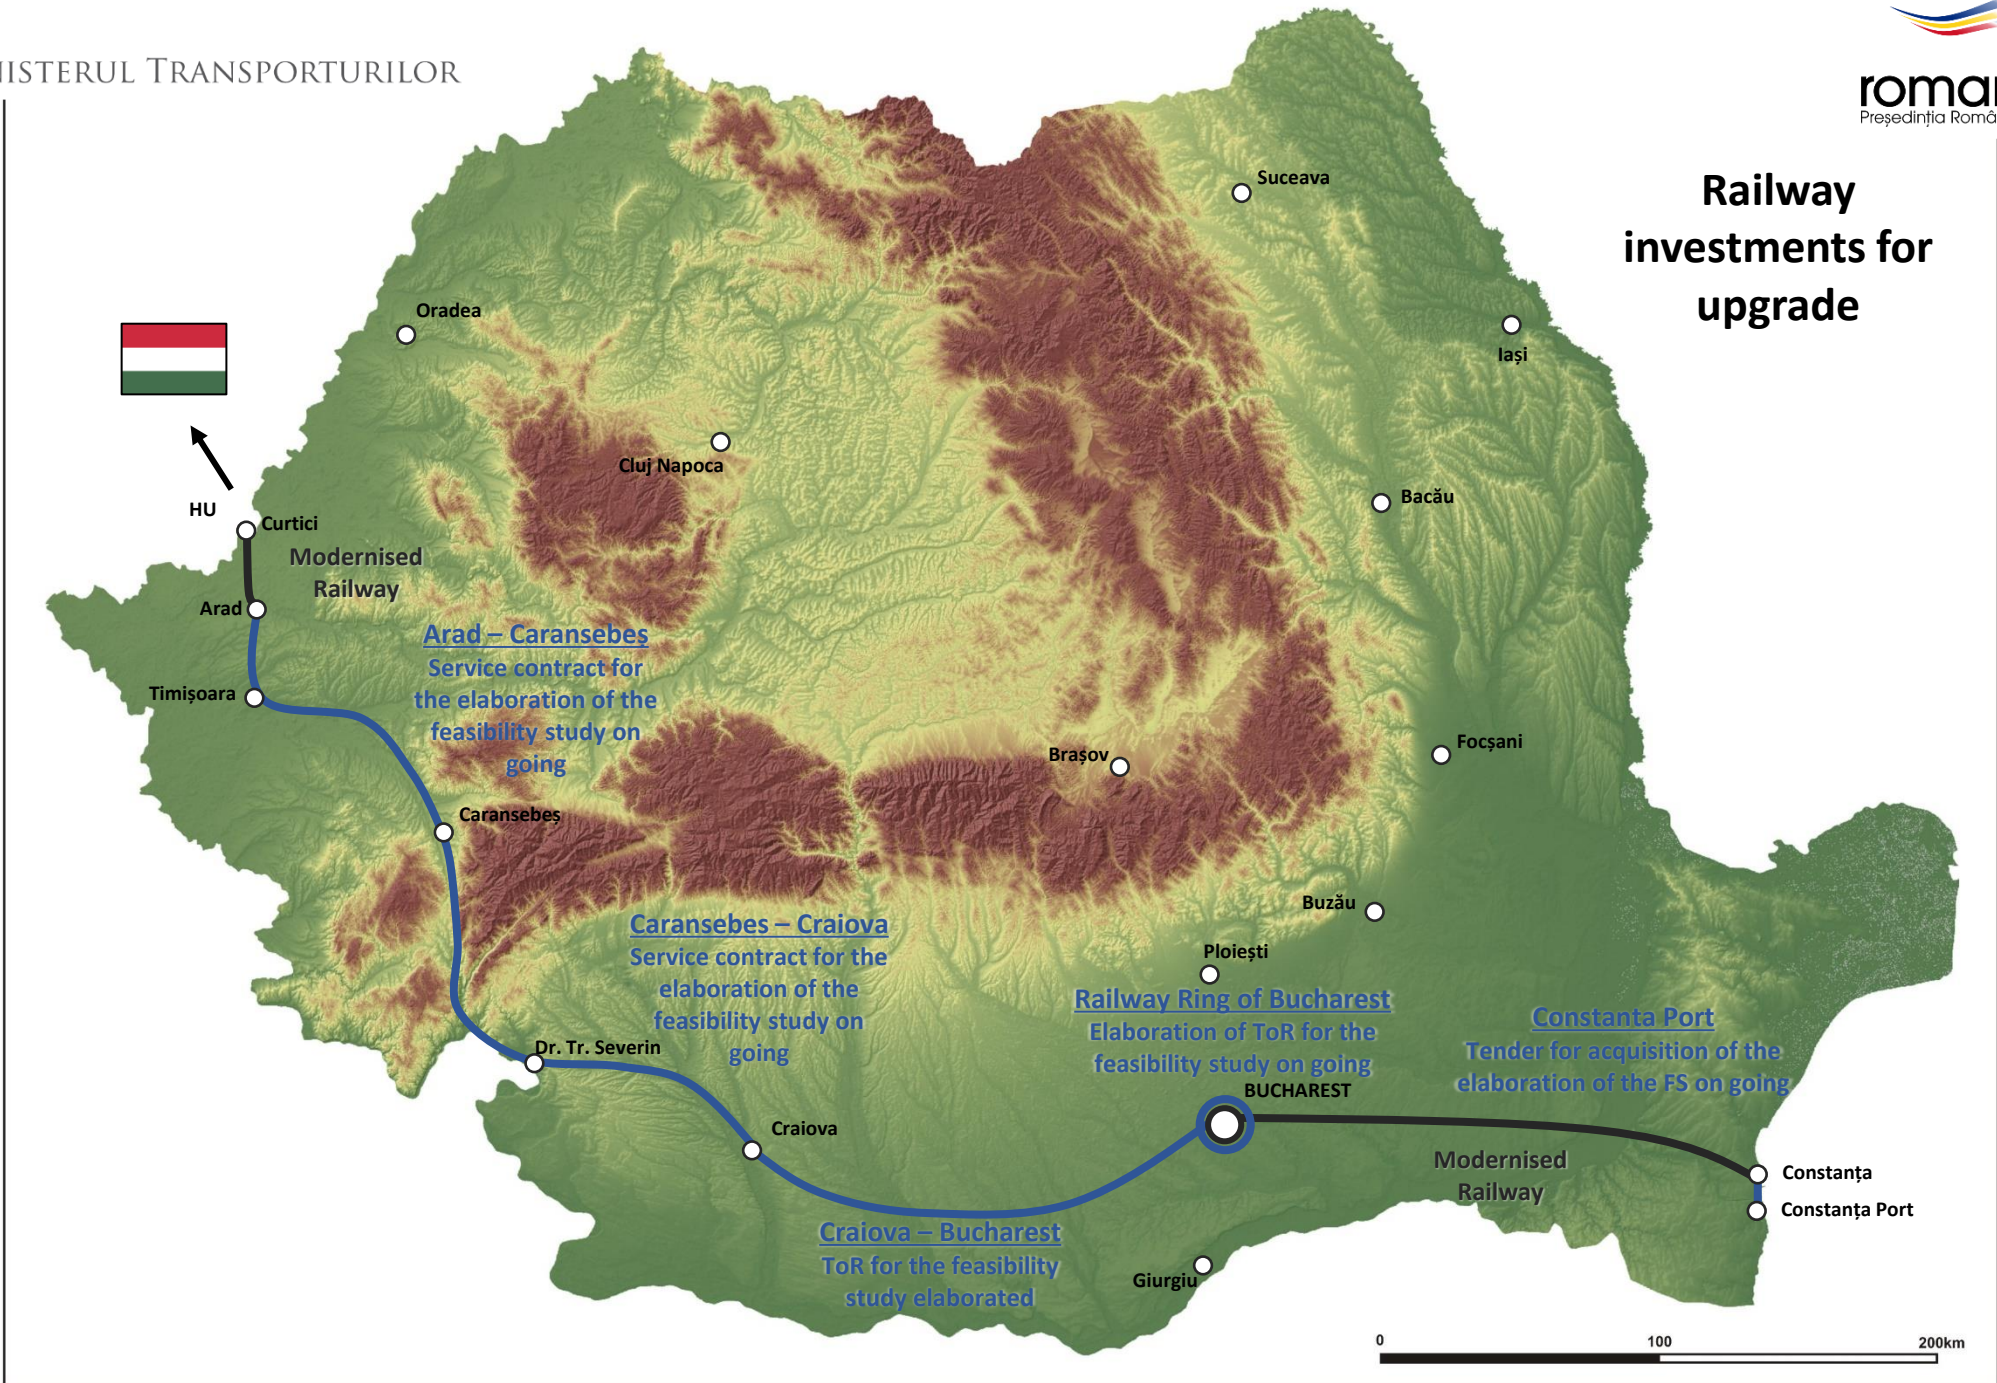 NISTERUL TRANSPORTURILOR
Președinția Româ
Railway
investments for
upgrade
Suceava
Oradea
Iași
Cluj Napoca
Bacău
HU
Curtici
Modernised
Railway
Arad
Arad – Caransebeș
Service contract for
the elaboration of the
feasibility study on
going
Timișoara
Focșani
Brașov
Caransebeș
Buzău
Caransebes – Craiova
Service contract for the
elaboration of the
feasibility study on
going
Ploiești
Railway Ring of Bucharest
Elaboration of ToR for the
feasibility study on going
Constanta Port
Tender for acquisition of the
elaboration of the FS on going
Dr. Tr. Severin
BUCHAREST
Craiova
Modernised
Railway
Constanța
Constanța Port
Craiova – Bucharest
ToR for the feasibility
study elaborated
Giurgiu
0 100 200km